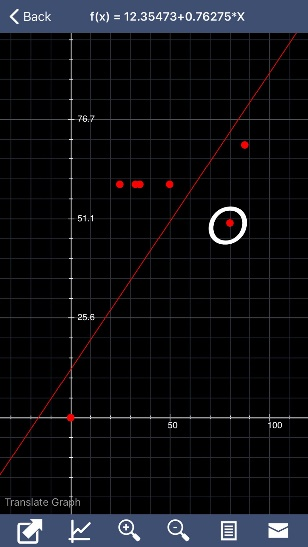 Back
f(x) = 12.35473+0.76275*X
76.7
51.1
25.6
50
100
Translate Graph